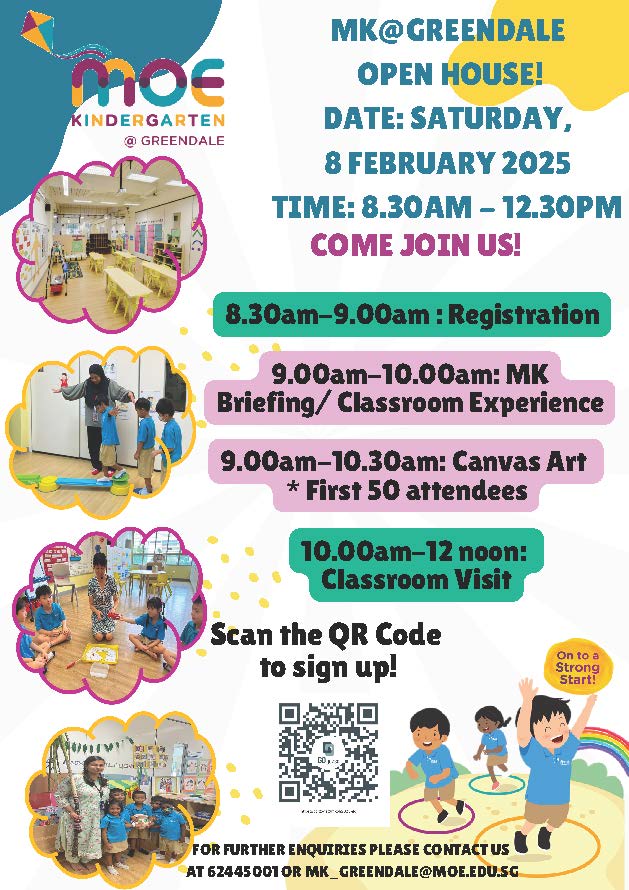 MOE
KINDERGARTEN
@ GREENDALE
MK@GREENDALE
OPEN HOUSE!
DATE: SATURDAY,
8 FEBRUARY 2025
TIME: 8.30AM - 12.30PM
COME JOIN US!
8.30am-9.00am : Registration
9.00am-10.00am: MK
Briefing/ Classroom Experience
9.00am-10.30am: Canvas Art
* First 50 attendees
10.00am-12 noon:
Classroom Visit
Scan the QR Code
to sign up!
On to a
Strong
Start!
FOR FURTHER ENQUIRIES PLEASE CONTACT US
AT 62445001 OR MK_GREENDALE@MOE.EDU.SG